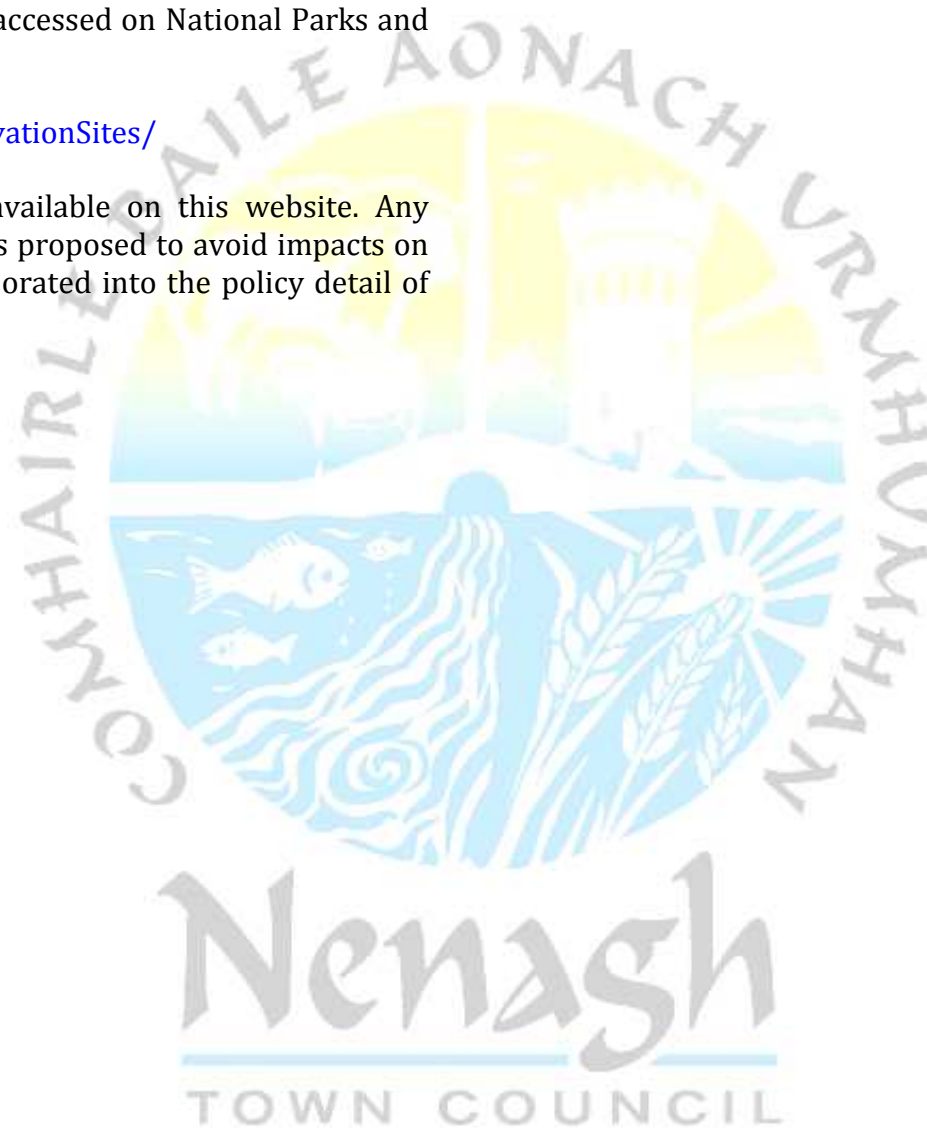 accessed on National Parks and
vationSites/
available on this website. Any
s proposed to avoid impacts on
orated into the policy detail of
COMHAIRLE BAILE AONACH URMHUMHAN
Nenagh
TOWN COUNCIL